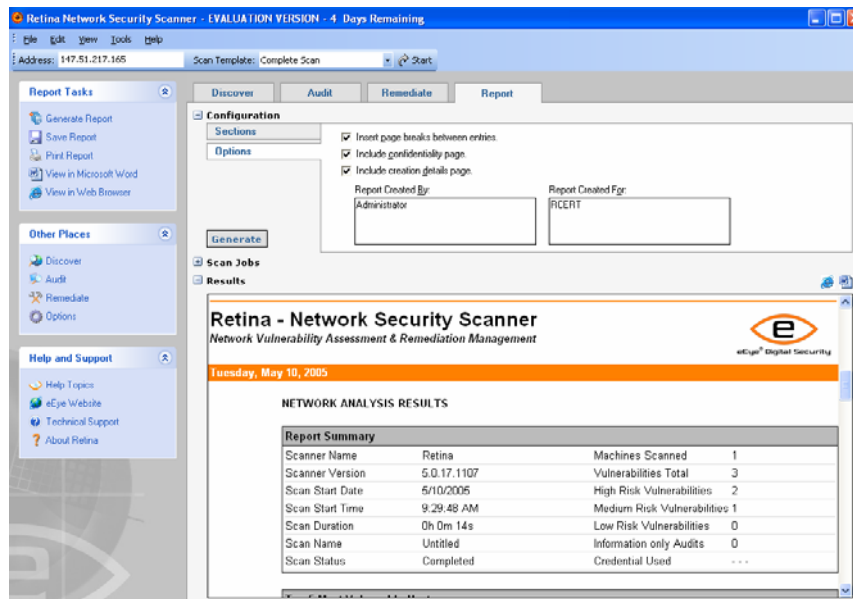 Retina Network Security Scanner - EVALUATION VERSION - 4 Days Remaining
File Edit View Tools Help
Address: 147.51.217.165 Scan Template: Complete Scan Start
Report Tasks
Generate Report
Save Report
Print Report
View in Microsoft Word
View in Web Browser
Other Places
Discover
Audit
Remediate
Options
Help and Support
Help Topics
eEye Website
Technical Support
About Retina
Discover Audit Remediate Report
Configuration
Sections
Options
Insert page breaks between entries.
Include confidentiality page.
Include creation details page.
Report Created By: Report Created For:
Administrator RCERT
Generate
Scan Jobs
Results
Retina - Network Security Scanner
Network Vulnerability Assessment & Remediation Management
eEye® Digital Security
Tuesday, May 10, 2005
NETWORK ANALYSIS RESULTS
Report Summary
Scanner Name Retina Machines Scanned 1
Scanner Version 5.0.17.1107 Vulnerabilities Total 3
Scan Start Date 5/10/2005 High Risk Vulnerabilities 2
Scan Start Time 9:29:48 AM Medium Risk Vulnerabilities 1
Scan Duration 0h 0m 14s Low Risk Vulnerabilities 0
Scan Name Untitled Information only Audits 0
Scan Status Completed Credential Used - - -